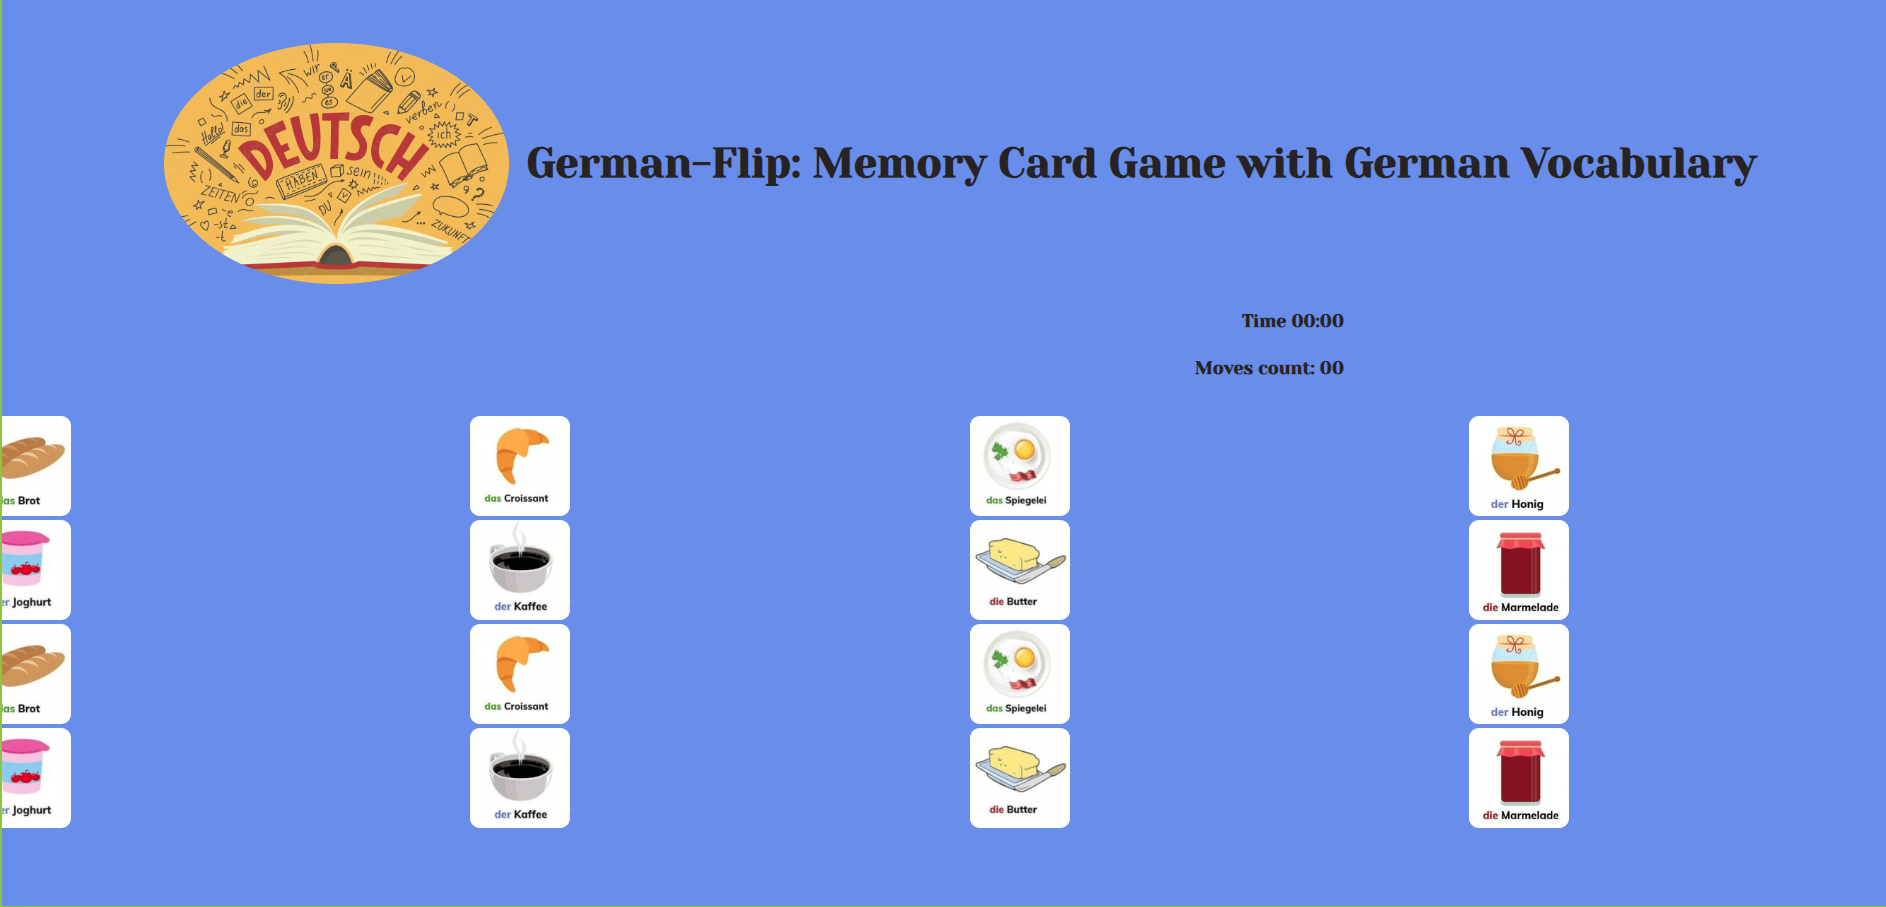 wir
er
sie
es
Ä
die
der
verben
Hallo!
das
ich
DEUTSCH
HABEN
sein
ZEITEN
DU
-e
-st
-t
...
ZUKUNFT
German-Flip: Memory Card Game with German Vocabulary
Time 00:00
Moves count: 00
as Brot
das Croissant
das Spiegelei
der Honig
er Joghurt
der Kaffee
die Butter
die Marmelade
as Brot
das Croissant
das Spiegelei
der Honig
er Joghurt
der Kaffee
die Butter
die Marmelade